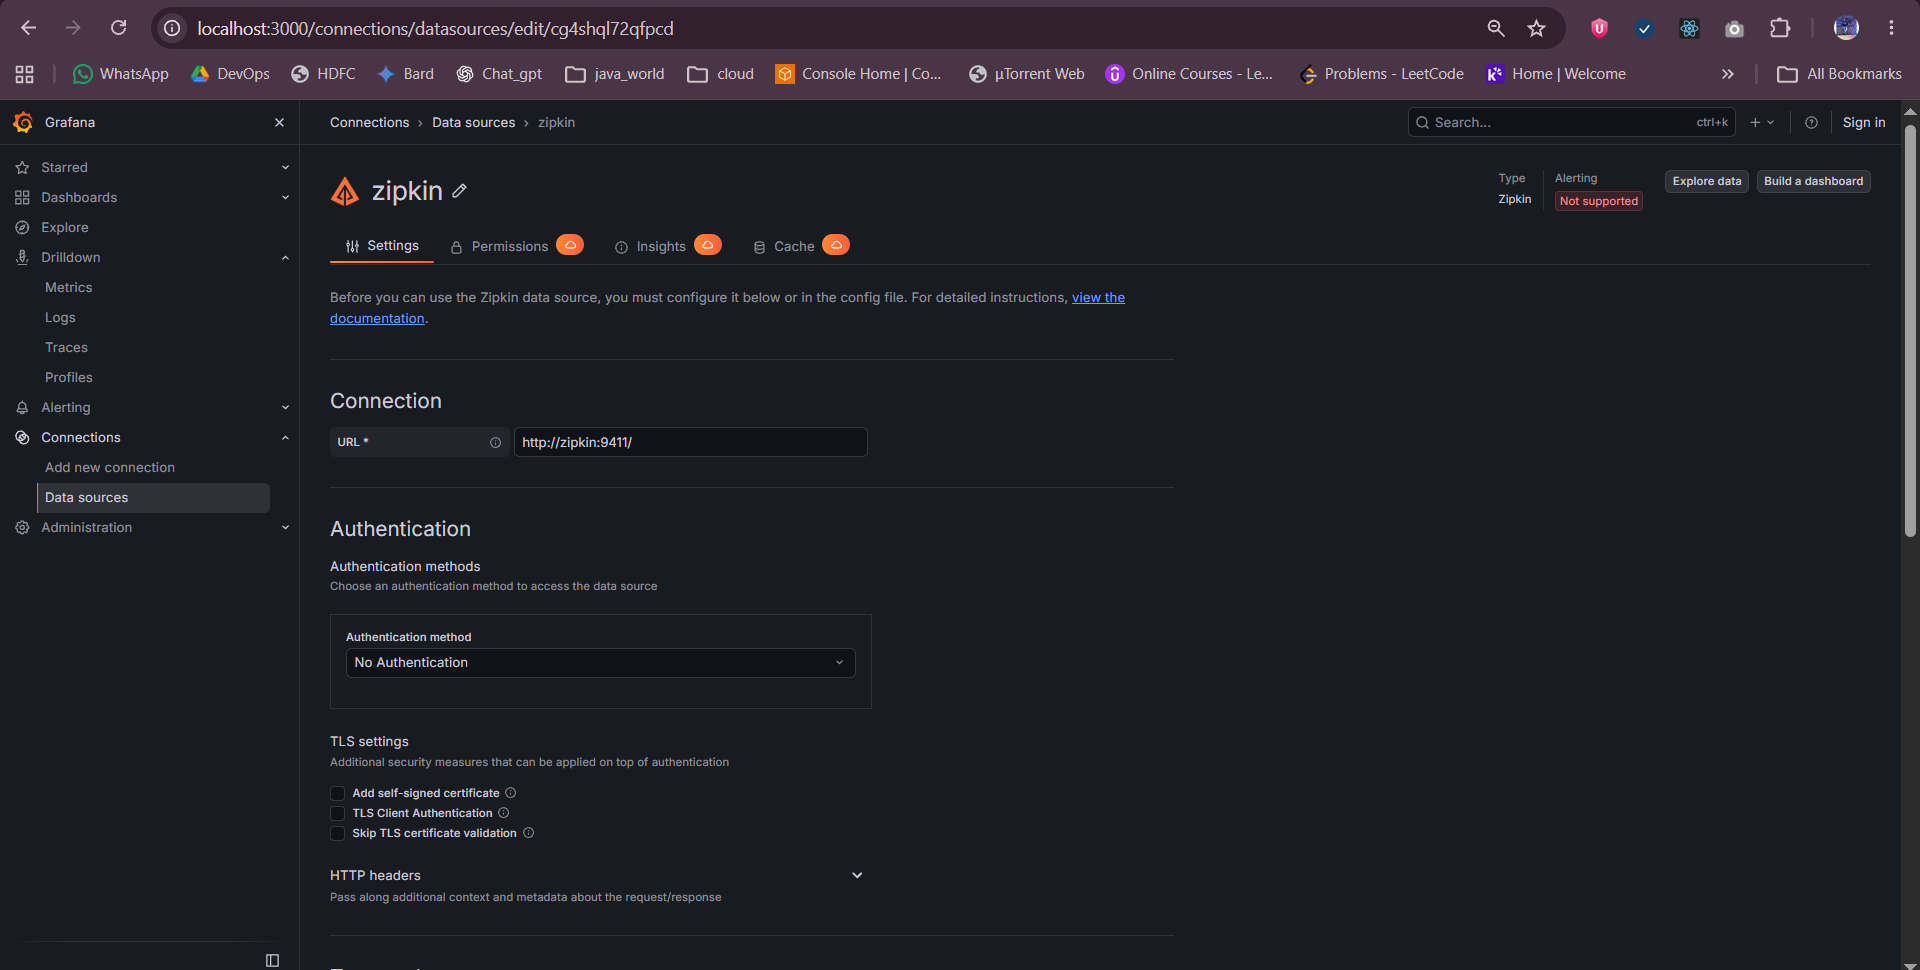 localhost:3000/connections/datasources/edit/cg4shql72qfpcd
WhatsApp DevOps HDFC Bard Chat_gpt java_world cloud Console Home | Co... µTorrent Web Online Courses - Le... Problems - LeetCode Home | Welcome » All Bookmarks
Grafana
Connections › Data sources › zipkin
Search... ctrl+k
Sign in
Starred
Dashboards
Explore
Drilldown
Metrics
Logs
Traces
Profiles
Alerting
Connections
Add new connection
Data sources
Administration
zipkin
Type
Zipkin
Alerting
Not supported
Explore data
Build a dashboard
Settings Permissions Insights Cache
Before you can use the Zipkin data source, you must configure it below or in the config file. For detailed instructions, view the
documentation.
Connection
URL * http://zipkin:9411/
Authentication
Authentication methods
Choose an authentication method to access the data source
Authentication method
No Authentication
TLS settings
Additional security measures that can be applied on top of authentication
Add self-signed certificate
TLS Client Authentication
Skip TLS certificate validation
HTTP headers
Pass along additional context and metadata about the request/response